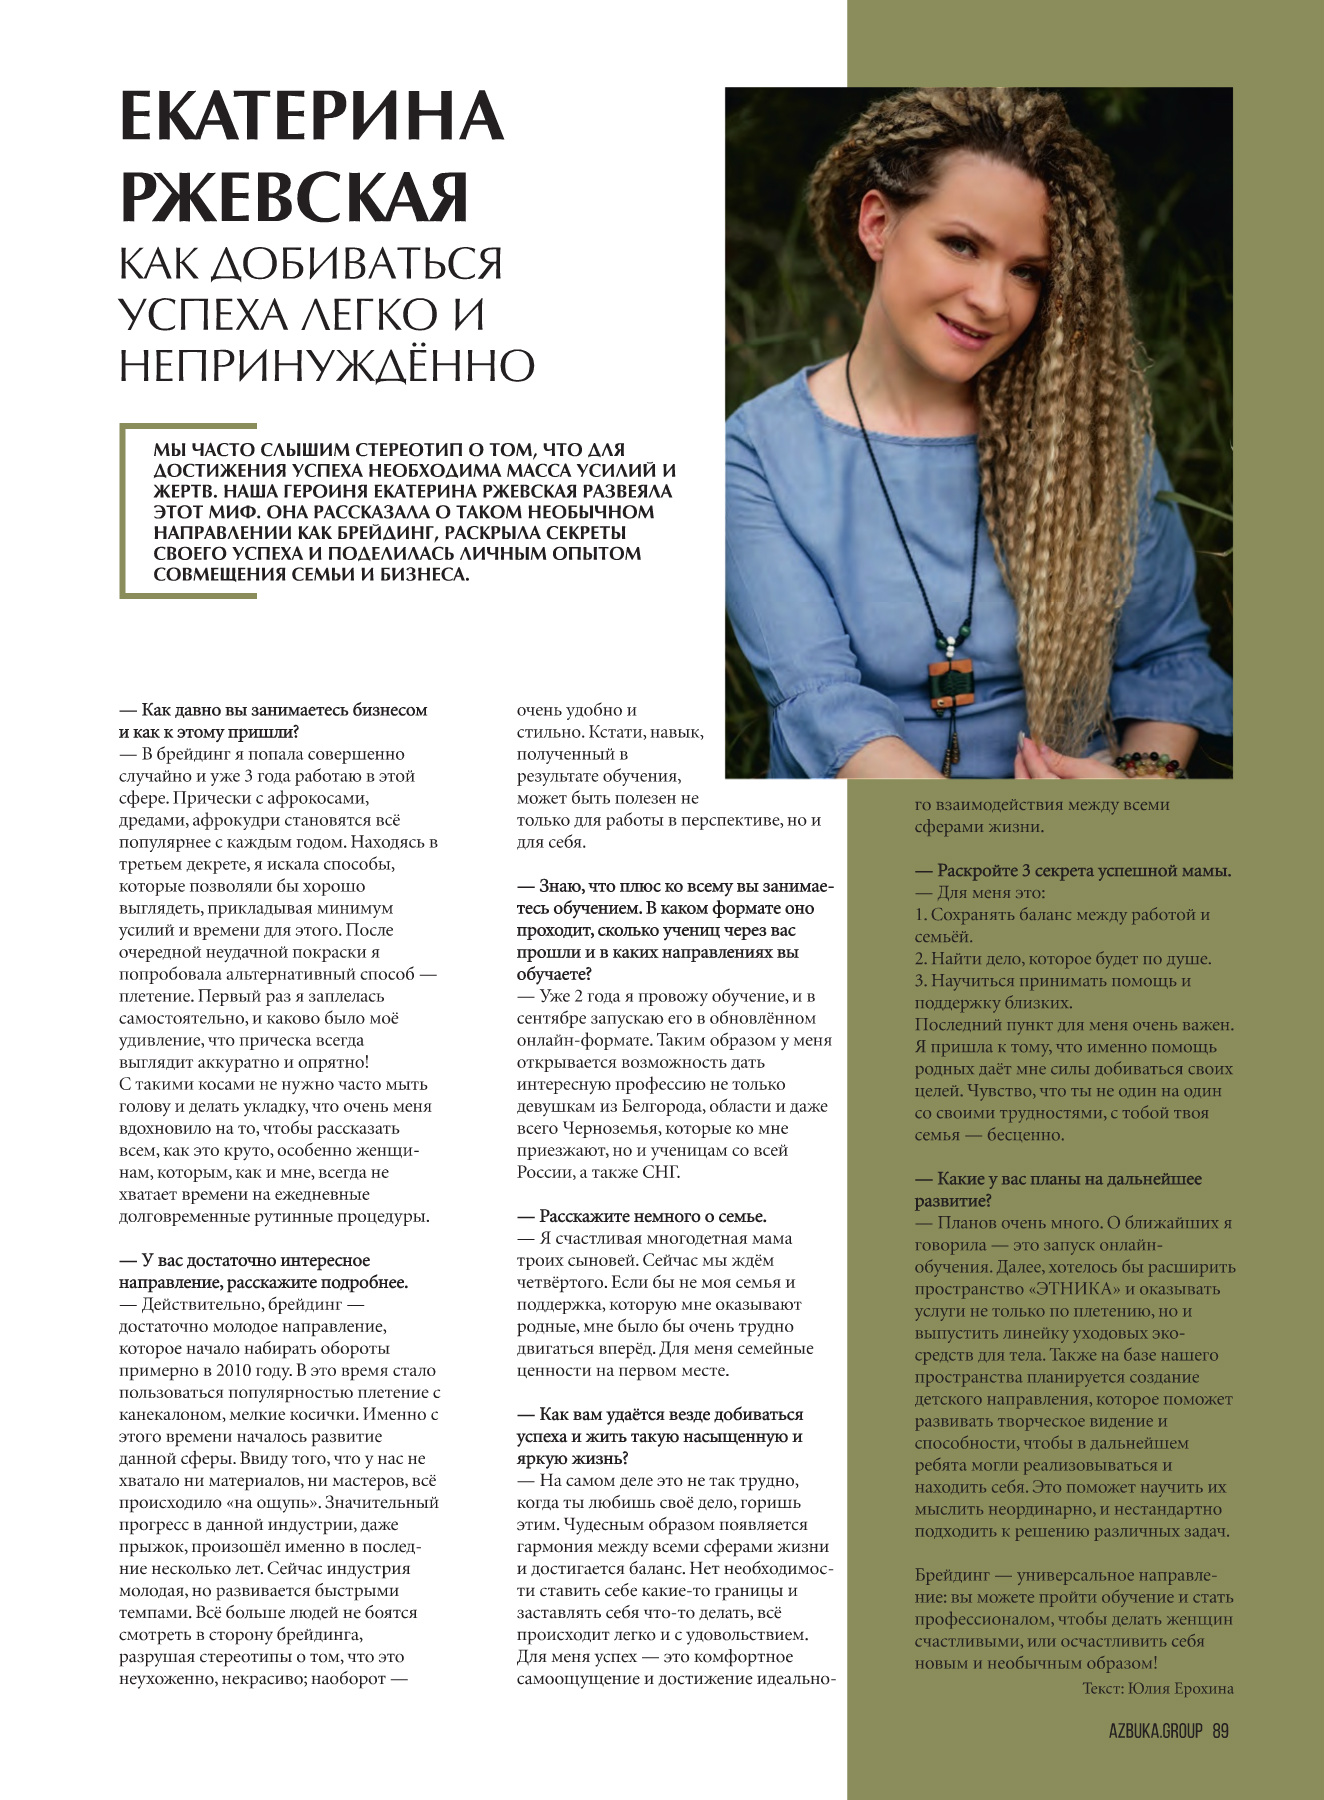 ЕКАТЕРИНА
РЖЕВСКАЯ
КАК ДОБИВАТЬСЯ
УСПЕХА ЛЕГКО И
НЕПРИНУЖДЁННО
МЫ ЧАСТО СЛЫШИМ СТЕРЕОТИП О ТОМ, ЧТО ДЛЯ
ДОСТИЖЕНИЯ УСПЕХА НЕОБХОДИМА МАССА УСИЛИЙ И
ЖЕРТВ. НАША ГЕРОИНЯ ЕКАТЕРИНА РЖЕВСКАЯ РАЗВЕЯЛА
ЭТОТ МИФ. ОНА РАССКАЗАЛА О ТАКОМ НЕОБЫЧНОМ
НАПРАВЛЕНИИ КАК БРЕЙДИНГ, РАСКРЫЛА СЕКРЕТЫ
СВОЕГО УСПЕХА И ПОДЕЛИЛАСЬ ЛИЧНЫМ ОПЫТОМ
СОВМЕЩЕНИЯ СЕМЬИ И БИЗНЕСА.
— Как давно вы занимаетесь бизнесом
и как к этому пришли?
— В брейдинг я попала совершенно
случайно и уже 3 года работаю в этой
сфере. Прически с афрокосами,
дредами, афрокудри становятся всё
популярнее с каждым годом. Находясь в
третьем декрете, я искала способы,
которые позволяли бы хорошо
выглядеть, прикладывая минимум
усилий и времени для этого. После
очередной неудачной покраски я
попробовала альтернативный способ —
плетение. Первый раз я заплелась
самостоятельно, и каково было моё
удивление, что прическа всегда
выглядит аккуратно и опрятно!
С такими косами не нужно часто мыть
голову и делать укладку, что очень меня
вдохновило на то, чтобы рассказать
всем, как это круто, особенно женщи-
нам, которым, как и мне, всегда не
хватает времени на ежедневные
долговременные рутинные процедуры.
— У вас достаточно интересное
направление, расскажите подробнее.
— Действительно, брейдинг —
достаточно молодое направление,
которое начало набирать обороты
примерно в 2010 году. В это время стало
пользоваться популярностью плетение с
канекалоном, мелкие косички. Именно с
этого времени началось развитие
данной сферы. Ввиду того, что у нас не
хватало ни материалов, ни мастеров, всё
происходило «на ощупь». Значительный
прогресс в данной индустрии, даже
прыжок, произошёл именно в послед-
ние несколько лет. Сейчас индустрия
молодая, но развивается быстрыми
темпами. Всё больше людей не боятся
смотреть в сторону брейдинга,
разрушая стереотипы о том, что это
неухоженно, некрасиво; наоборот —
очень удобно и
стильно. Кстати, навык,
полученный в
результате обучения,
может быть полезен не
только для работы в перспективе, но и
для себя.
— Знаю, что плюс ко всему вы занимае-
тесь обучением. В каком формате оно
проходит, сколько учениц через вас
прошли и в каких направлениях вы
обучаете?
— Уже 2 года я провожу обучение, и в
сентябре запускаю его в обновлённом
онлайн-формате. Таким образом у меня
открывается возможность дать
интересную профессию не только
девушкам из Белгорода, области и даже
всего Черноземья, которые ко мне
приезжают, но и ученицам со всей
России, а также СНГ.
— Расскажите немного о семье.
— Я счастливая многодетная мама
троих сыновей. Сейчас мы ждём
четвёртого. Если бы не моя семья и
поддержка, которую мне оказывают
родные, мне было бы очень трудно
двигаться вперёд. Для меня семейные
ценности на первом месте.
— Как вам удаётся везде добиваться
успеха и жить такую насыщенную и
яркую жизнь?
— На самом деле это не так трудно,
когда ты любишь своё дело, горишь
этим. Чудесным образом появляется
гармония между всеми сферами жизни
и достигается баланс. Нет необходимос-
ти ставить себе какие-то границы и
заставлять себя что-то делать, всё
происходит легко и с удовольствием.
Для меня успех — это комфортное
самоощущение и достижение идеально-
го взаимодействия между всеми
сферами жизни.
— Раскройте 3 секрета успешной мамы.
— Для меня это:
1. Сохранять баланс между работой и
семьёй.
2. Найти дело, которое будет по душе.
3. Научиться принимать помощь и
поддержку близких.
Последний пункт для меня очень важен.
Я пришла к тому, что именно помощь
родных даёт мне силы добиваться своих
целей. Чувство, что ты не один на один
со своими трудностями, с тобой твоя
семья — бесценно.
— Какие у вас планы на дальнейшее
развитие?
— Планов очень много. О ближайших я
говорила — это запуск онлайн-
обучения. Далее, хотелось бы расширить
пространство «ЭТНИКА» и оказывать
услуги не только по плетению, но и
выпустить линейку уходовых эко-
средств для тела. Также на базе нашего
пространства планируется создание
детского направления, которое поможет
развивать творческое видение и
способности, чтобы в дальнейшем
ребята могли реализовываться и
находить себя. Это поможет научить их
мыслить неординарно, и нестандартно
подходить к решению различных задач.
Брейдинг — универсальное направле-
ние: вы можете пройти обучение и стать
профессионалом, чтобы делать женщин
счастливыми, или осчастливить себя
новым и необычным образом!
Текст: Юлия Ерохина
AZBUKA.GROUP 89